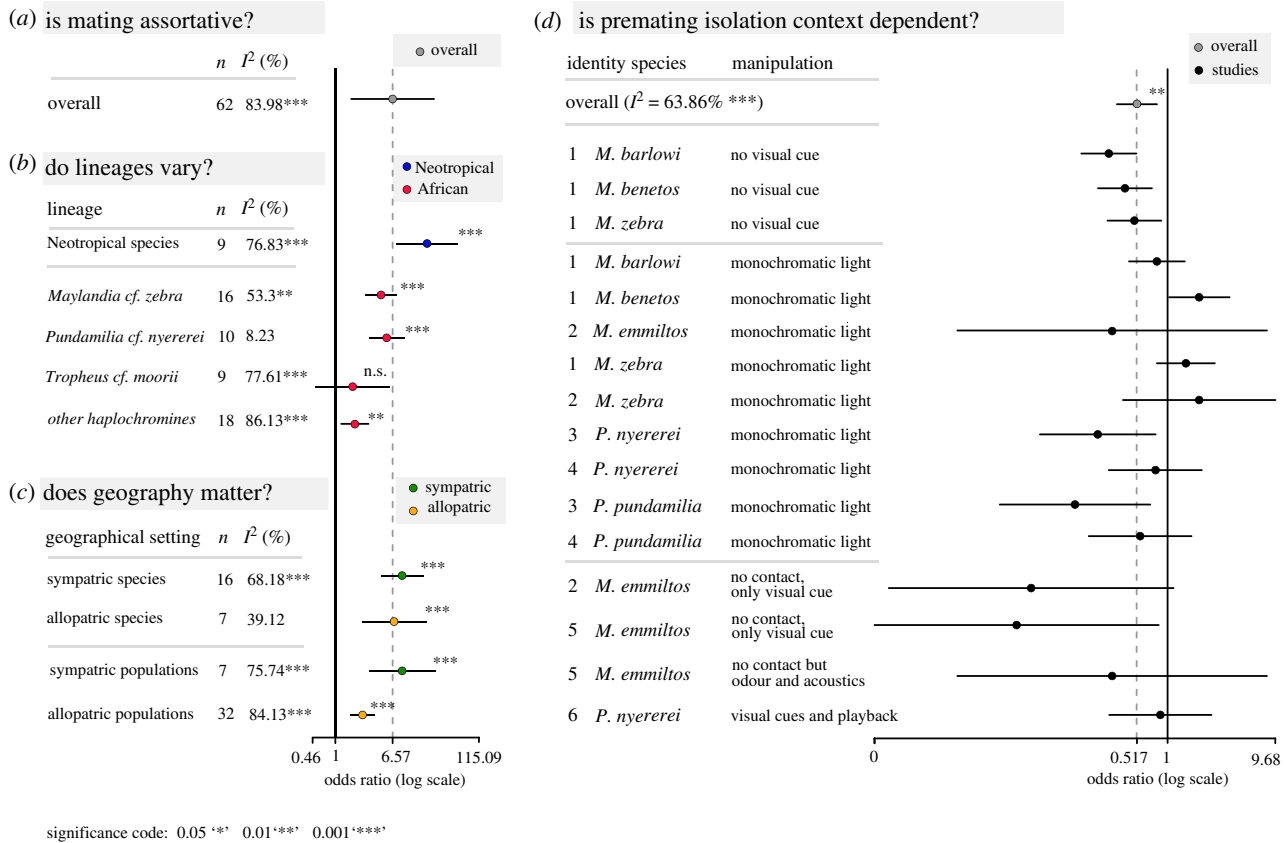 (a) is mating assortative?
overall
n I² (%)
overall 62 83.98***
(b) do lineages vary?
Neotropical
African
lineage n I² (%)
Neotropical species 9 76.83*** ***
Maylandia cf. zebra 16 53.3** ***
Pundamilia cf. nyererei 10 8.23 ***
Tropheus cf. moorii 9 77.61*** n.s.
other haplochromines 18 86.13*** **
(c) does geography matter?
sympatric
allopatric
geographical setting n I² (%)
sympatric species 16 68.18*** ***
allopatric species 7 39.12 ***
sympatric populations 7 75.74*** ***
allopatric populations 32 84.13*** ***
0.46 1 6.57 115.09
odds ratio (log scale)
significance code: 0.05 ‘*’ 0.01‘**’ 0.001‘***’
(d) is premating isolation context dependent?
overall
studies
identity species manipulation
overall (I² = 63.86% ***) **
1 M. barlowi no visual cue
1 M. benetos no visual cue
1 M. zebra no visual cue
1 M. barlowi monochromatic light
1 M. benetos monochromatic light
2 M. emmiltos monochromatic light
1 M. zebra monochromatic light
2 M. zebra monochromatic light
3 P. nyererei monochromatic light
4 P. nyererei monochromatic light
3 P. pundamilia monochromatic light
4 P. pundamilia monochromatic light
2 M. emmiltos no contact,
only visual cue
5 M. emmiltos no contact,
only visual cue
5 M. emmiltos no contact but
odour and acoustics
6 P. nyererei visual cues and playback
0 0.517 1 9.68
odds ratio (log scale)